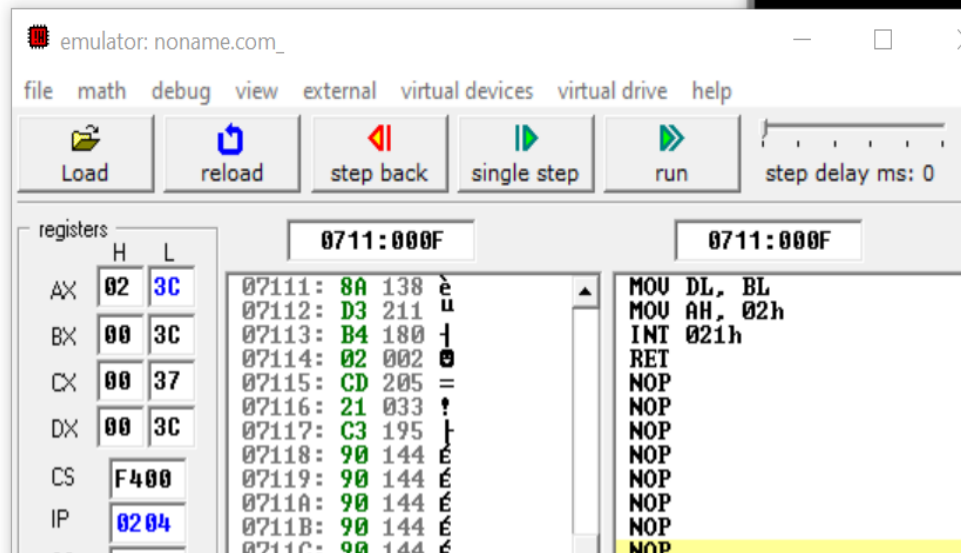 emulator: noname.com_
file math debug view external virtual devices virtual drive help
Load reload step back single step run step delay ms: 0
registers
H L
0711:000F 0711:000F
AX 02 3C
BX 00 3C
CX 00 37
DX 00 3C
CS F400
IP 0204
07111: 8A 138 è
07112: D3 211 ╙
07113: B4 180 ┤
07114: 02 002 ☻
07115: CD 205 =
07116: 21 033 !
07117: C3 195 ├
07118: 90 144 É
07119: 90 144 É
0711A: 90 144 É
0711B: 90 144 É
0711C: 90 144 É
MOV DL, BL
MOV AH, 02h
INT 021h
RET
NOP
NOP
NOP
NOP
NOP
NOP
NOP
NOP